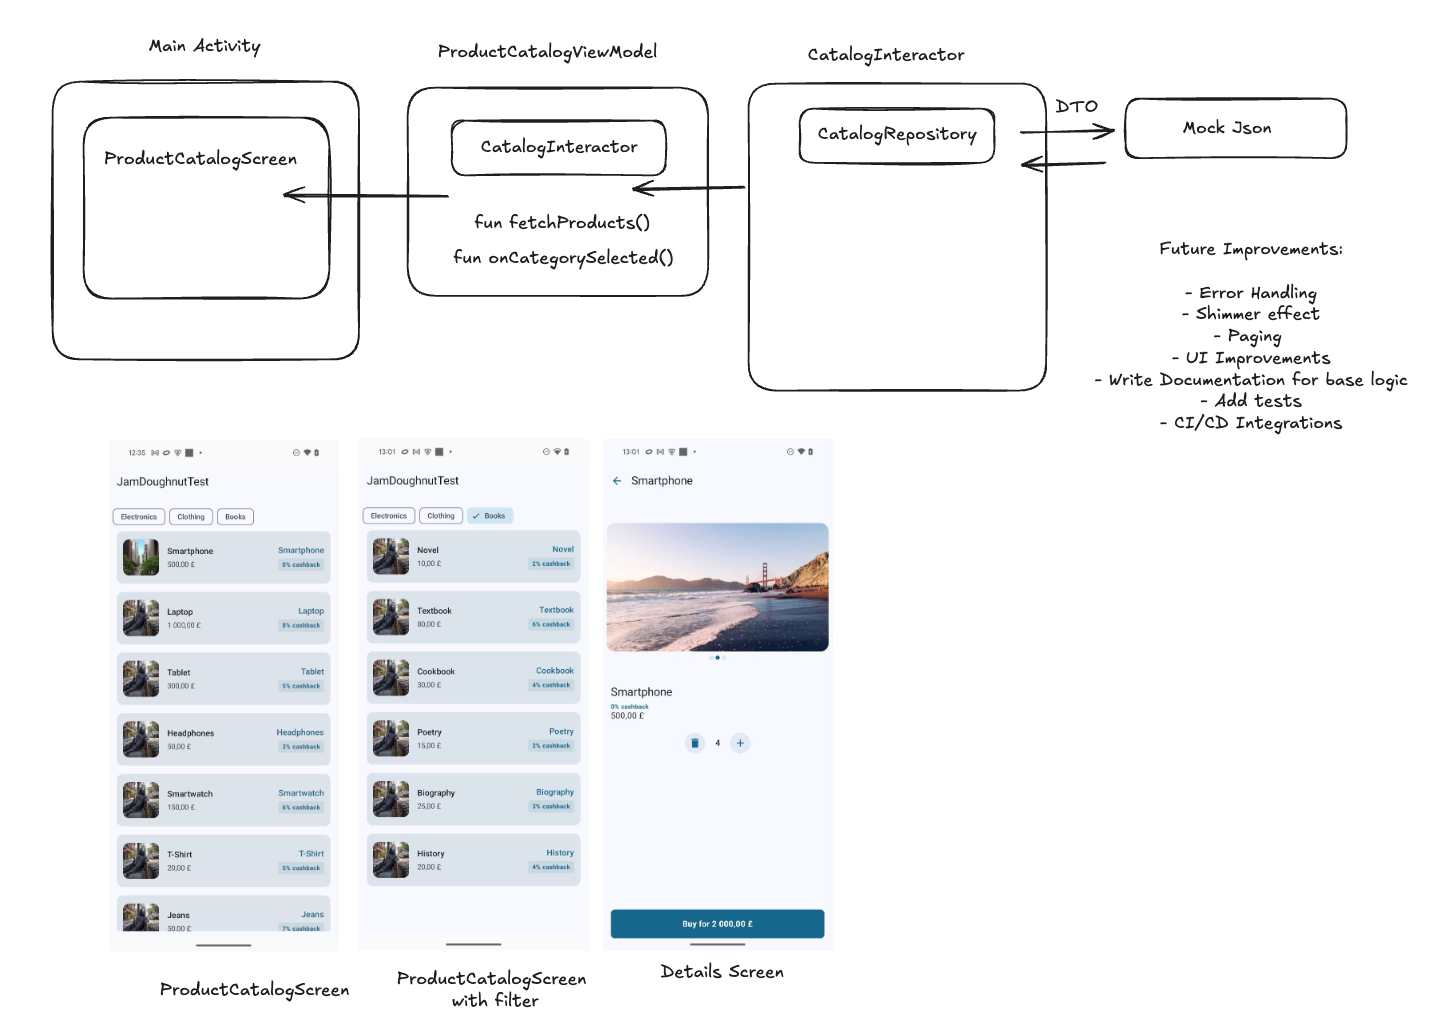 Main Activity
ProductCatalogViewModel
CatalogInteractor
ProductCatalogScreen
CatalogInteractor
fun fetchProducts()
fun onCategorySelected()
CatalogRepository
DTO
Mock Json
Future Improvements:
- Error Handling
- Shimmer effect
- Paging
- UI Improvements
- Write Documentation for base logic
- Add tests
- CI/CD Integrations
12:35
JamDoughnutTest
Electronics Clothing Books
Smartphone Smartphone
500,00 £ 0% cashback
Laptop Laptop
1 000,00 £ 8% cashback
Tablet Tablet
300,00 £ 5% cashback
Headphones Headphones
50,00 £ 3% cashback
Smartwatch Smartwatch
150,00 £ 6% cashback
T-Shirt T-Shirt
20,00 £ 5% cashback
Jeans Jeans
50,00 £ 7% cashback
ProductCatalogScreen
13:01
JamDoughnutTest
Electronics Clothing Books
Novel Novel
10,00 £ 2% cashback
Textbook Textbook
80,00 £ 6% cashback
Cookbook Cookbook
30,00 £ 4% cashback
Poetry Poetry
15,00 £ 2% cashback
Biography Biography
25,00 £ 3% cashback
History History
20,00 £ 4% cashback
ProductCatalogScreen
with filter
13:01
Smartphone
Smartphone
0% cashback
500,00 £
4
Buy for 2 000,00 £
Details Screen